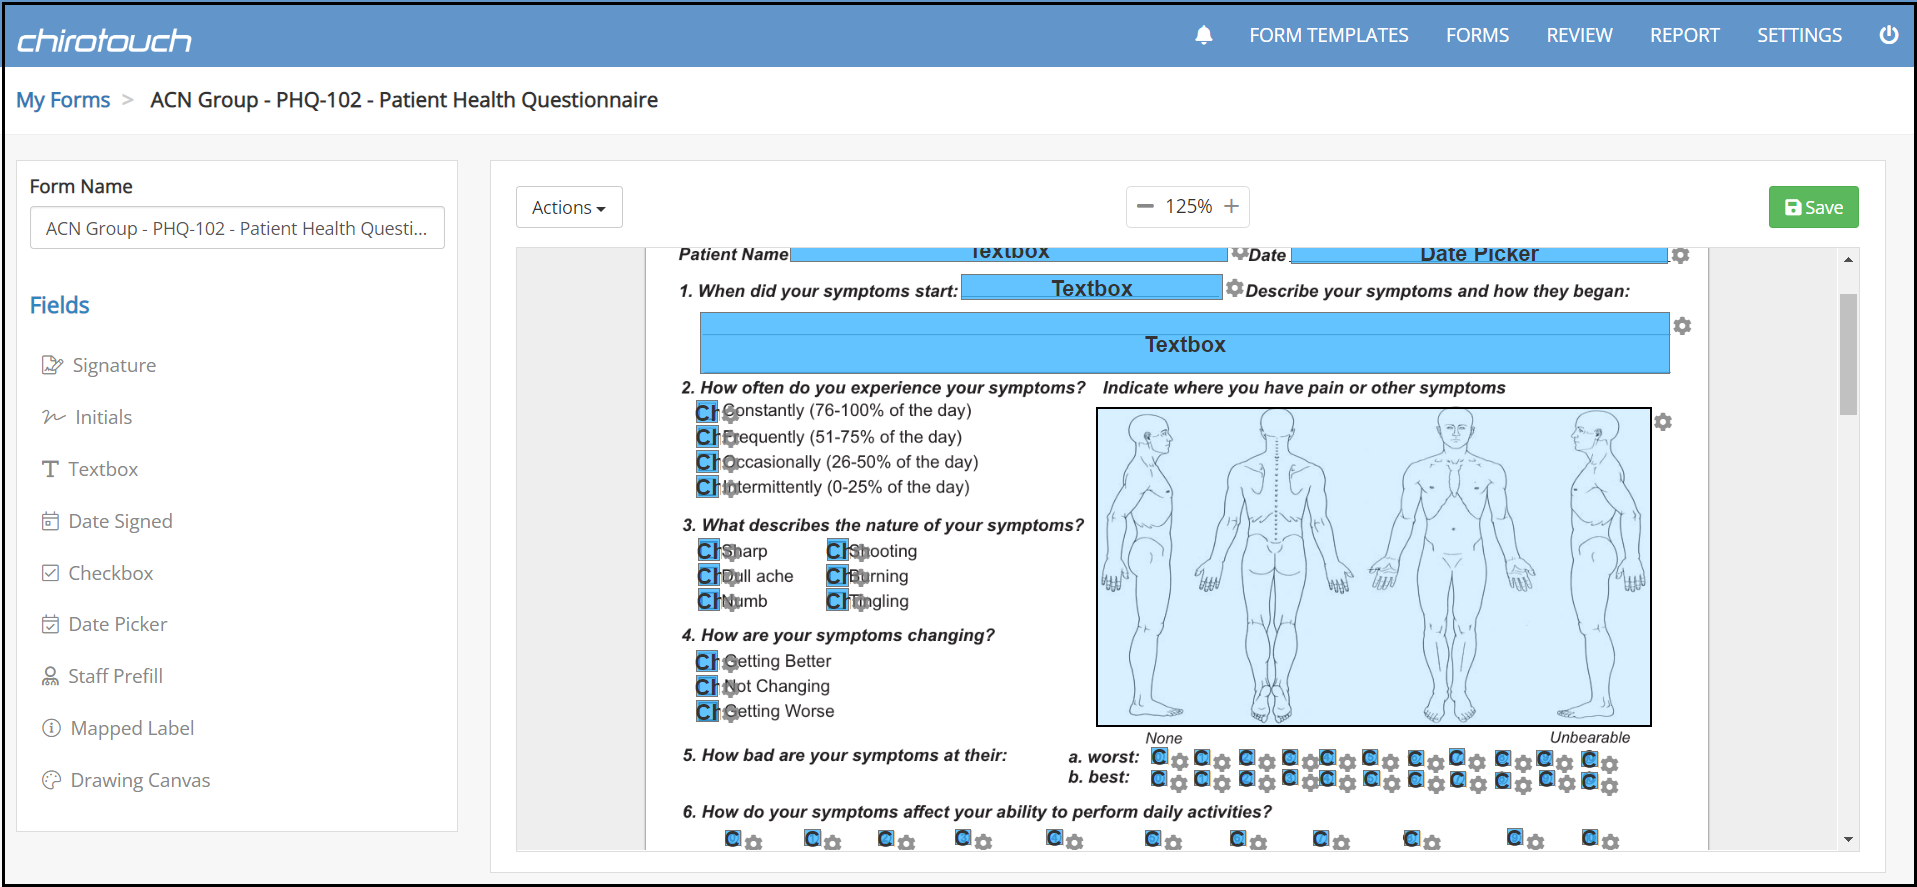 chirotouch
FORM TEMPLATES FORMS REVIEW REPORT SETTINGS
My Forms > ACN Group - PHQ-102 - Patient Health Questionnaire
Form Name
ACN Group - PHQ-102 - Patient Health Questi...
Fields
Signature
Initials
Textbox
Date Signed
Checkbox
Date Picker
Staff Prefill
Mapped Label
Drawing Canvas
Actions
125%
Save
Patient Name Textbox Date Date Picker
1. When did your symptoms start: Textbox Describe your symptoms and how they began:
Textbox
2. How often do you experience your symptoms? Indicate where you have pain or other symptoms
Ch Constantly (76-100% of the day)
Ch Frequently (51-75% of the day)
Ch Occasionally (26-50% of the day)
Ch Intermittently (0-25% of the day)
3. What describes the nature of your symptoms?
Ch Sharp Ch Shooting
Ch Dull ache Ch Burning
Ch Numb Ch Tingling
4. How are your symptoms changing?
Ch Getting Better
Ch Not Changing
Ch Getting Worse
None Unbearable
5. How bad are your symptoms at their: a. worst: C C C C C C C C C C C
b. best: C C C C C C C C C C C
6. How do your symptoms affect your ability to perform daily activities?
C C C C C C C C C C C